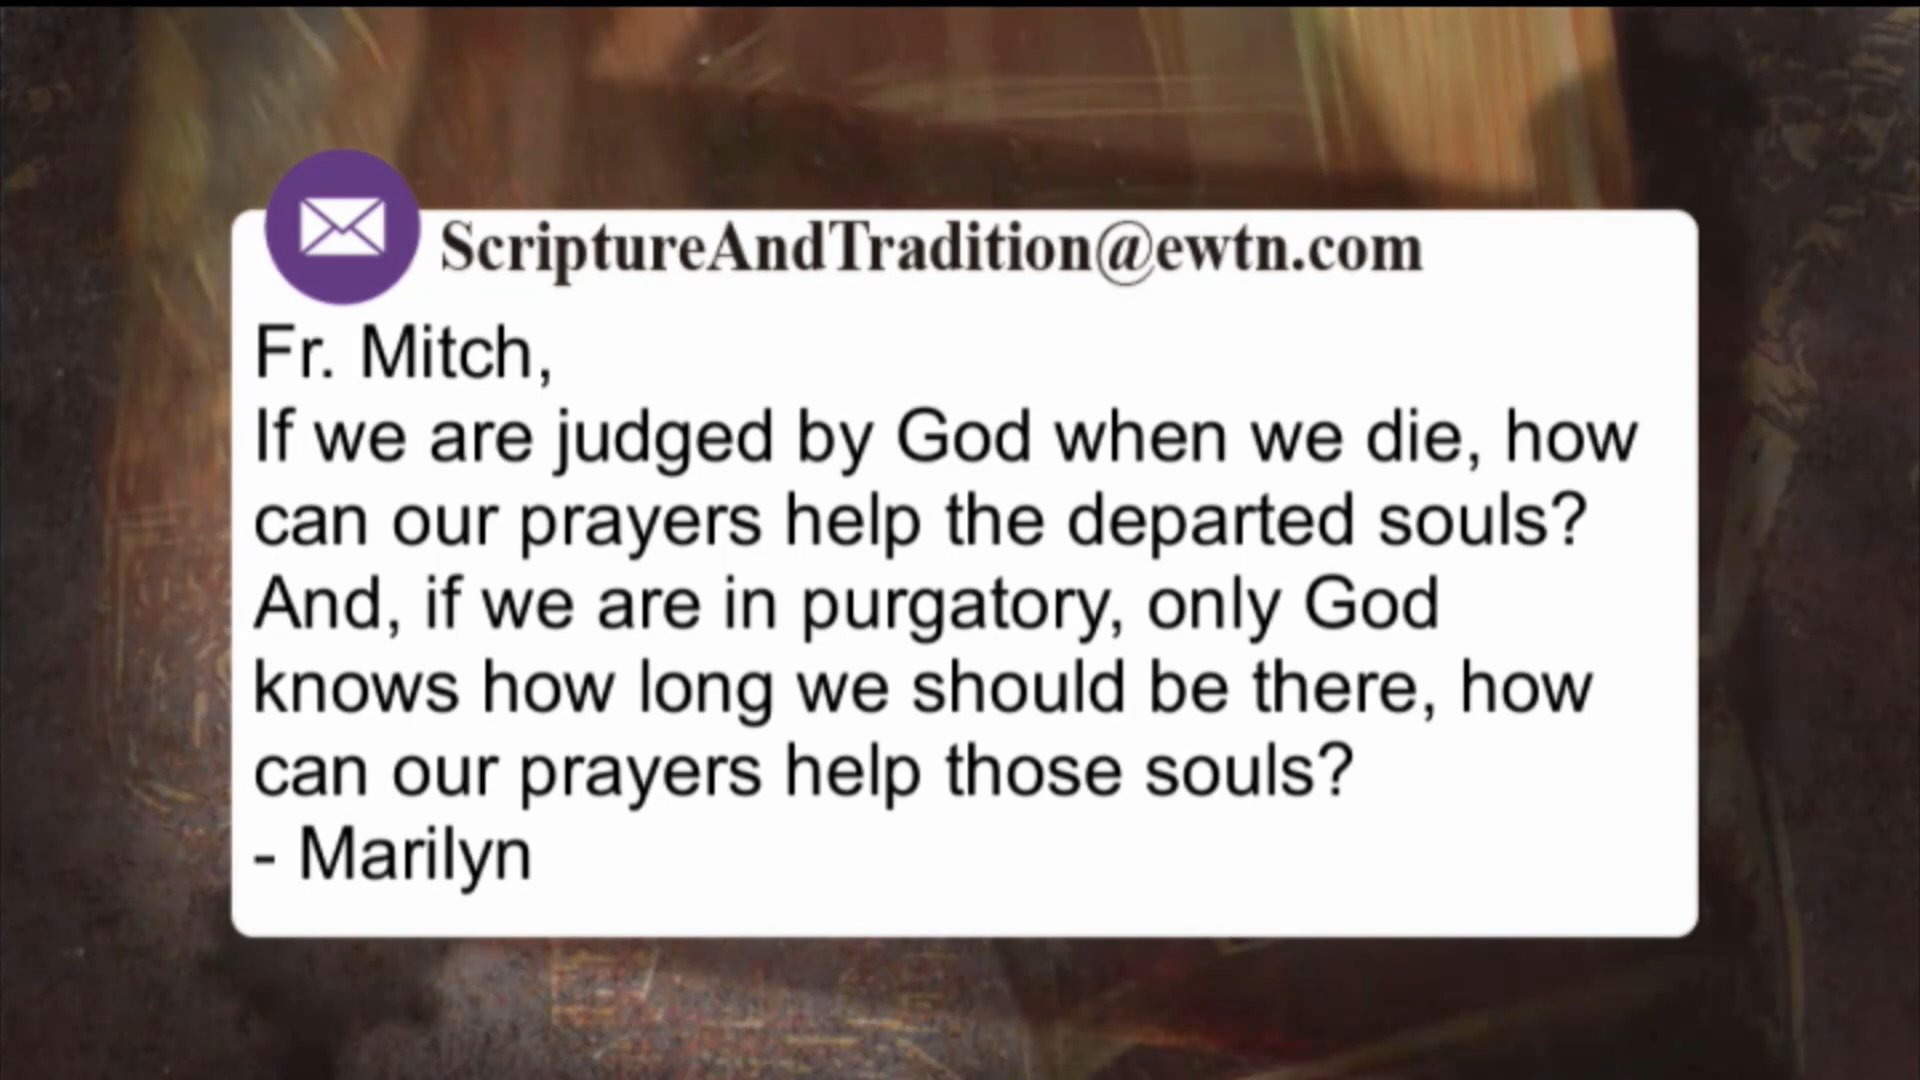 ScriptureAndTradition@ewtn.com
Fr. Mitch,
If we are judged by God when we die, how
can our prayers help the departed souls?
And, if we are in purgatory, only God
knows how long we should be there, how
can our prayers help those souls?
- Marilyn